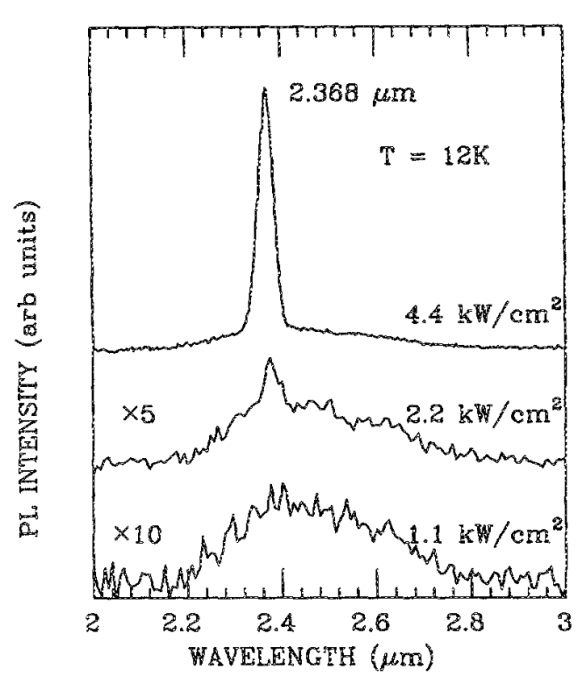 2.368 μm
T = 12K
PL INTENSITY (arb units)
4.4 kW/cm²
×5
2.2 kW/cm²
×10
1.1 kW/cm²
2 2.2 2.4 2.6 2.8 3
WAVELENGTH (μm)